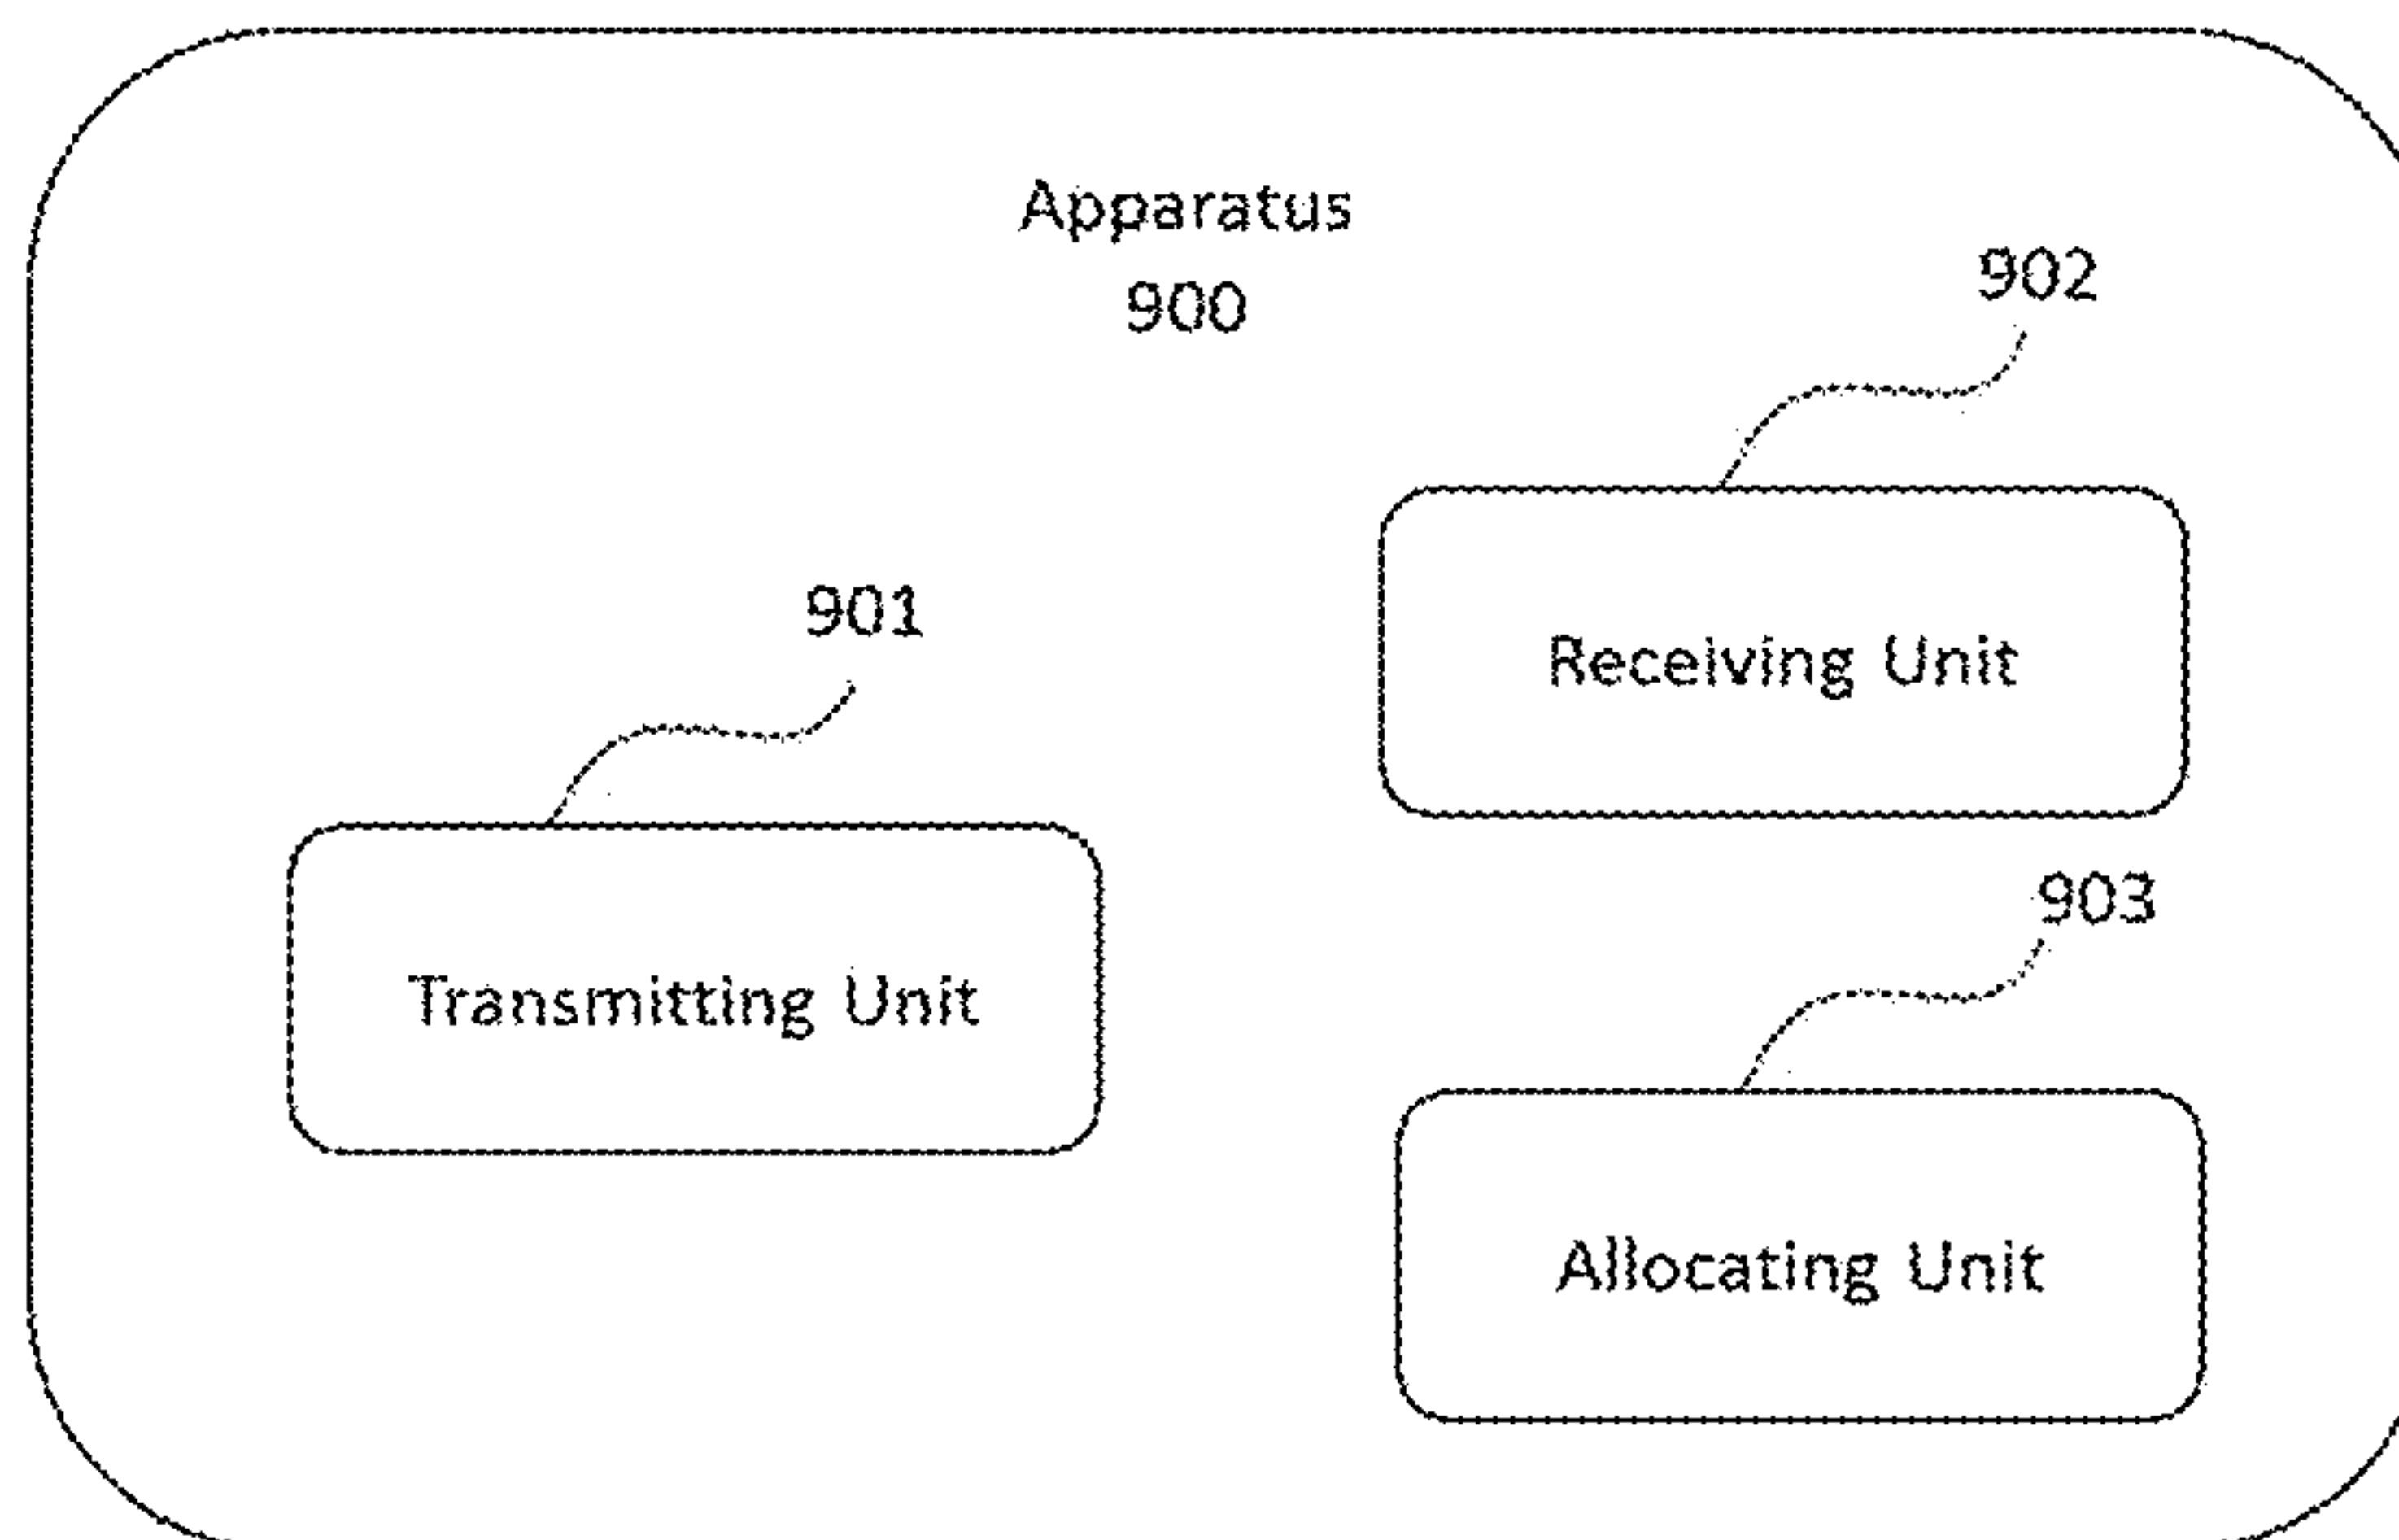 Apparatus
900
902
Receiving Unit
901
Transmitting Unit
903
Allocating Unit